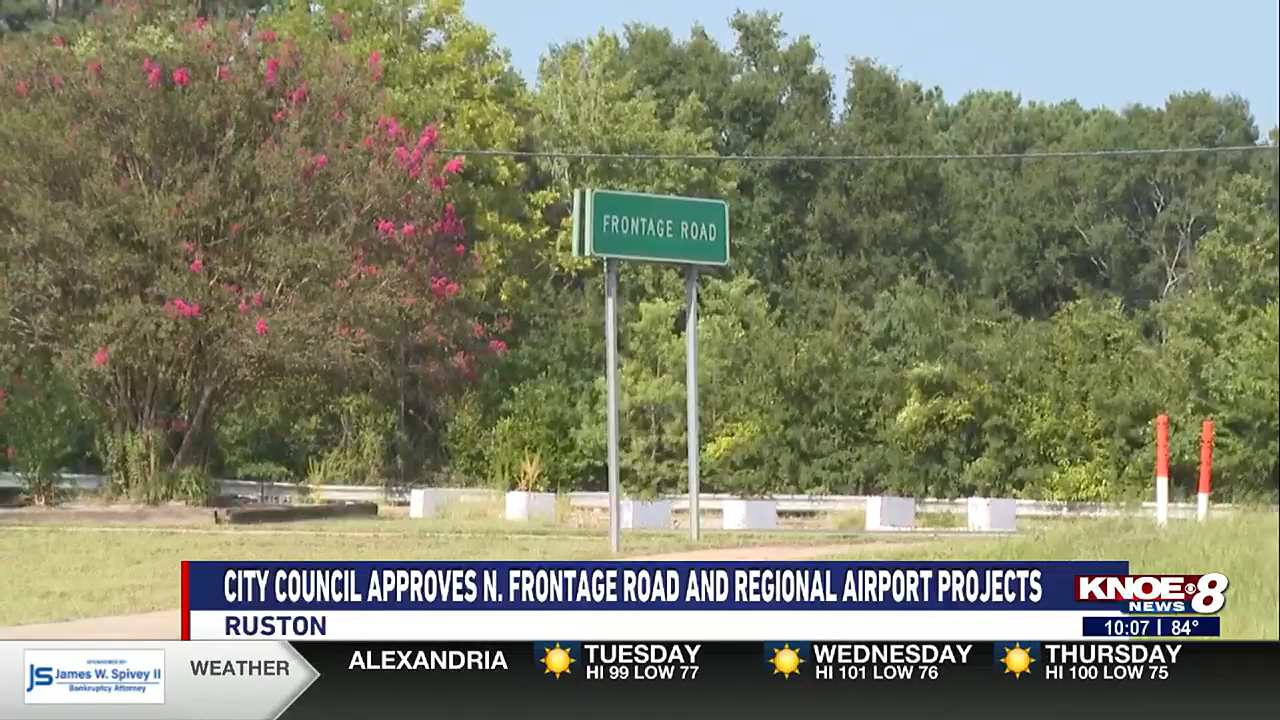 FRONTAGE ROAD
CITY COUNCIL APPROVES N. FRONTAGE ROAD AND REGIONAL AIRPORT PROJECTS
RUSTON
KNOE 8
NEWS
10:07 84°
SPONSORED BY:
JS James W. Spivey II
Bankruptcy Attorney
WEATHER
ALEXANDRIA
TUESDAY
HI 99 LOW 77
WEDNESDAY
HI 101 LOW 76
THURSDAY
HI 100 LOW 75